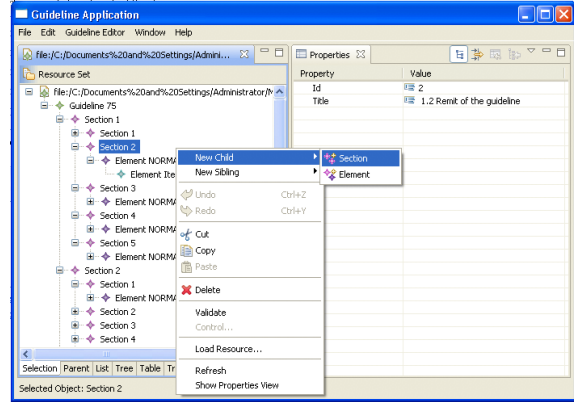 Guideline Application
File Edit Guideline Editor Window Help
file:/C:/Documents%20and%20Settings/Admini...
Properties
Resource Set
Property Value
file:/C:/Documents%20and%20Settings/Administrator/
Id 2
Guideline 75
Title 1.2 Remit of the guideline
Section 1
Section 1
Section 2
Element NORMA
Element Ite
Section 3
Element NORMA
Section 4
Element NORMA
Section 5
Element NORMA
Section 2
Section 1
Element NORMA
Section 2
Section 3
Section 4
New Child
Section
New Sibling
Element
Undo Ctrl+Z
Redo Ctrl+Y
Cut
Copy
Paste
Delete
Validate
Control...
Load Resource...
Refresh
Show Properties View
Selection Parent List Tree Table Tr
Selected Object: Section 2